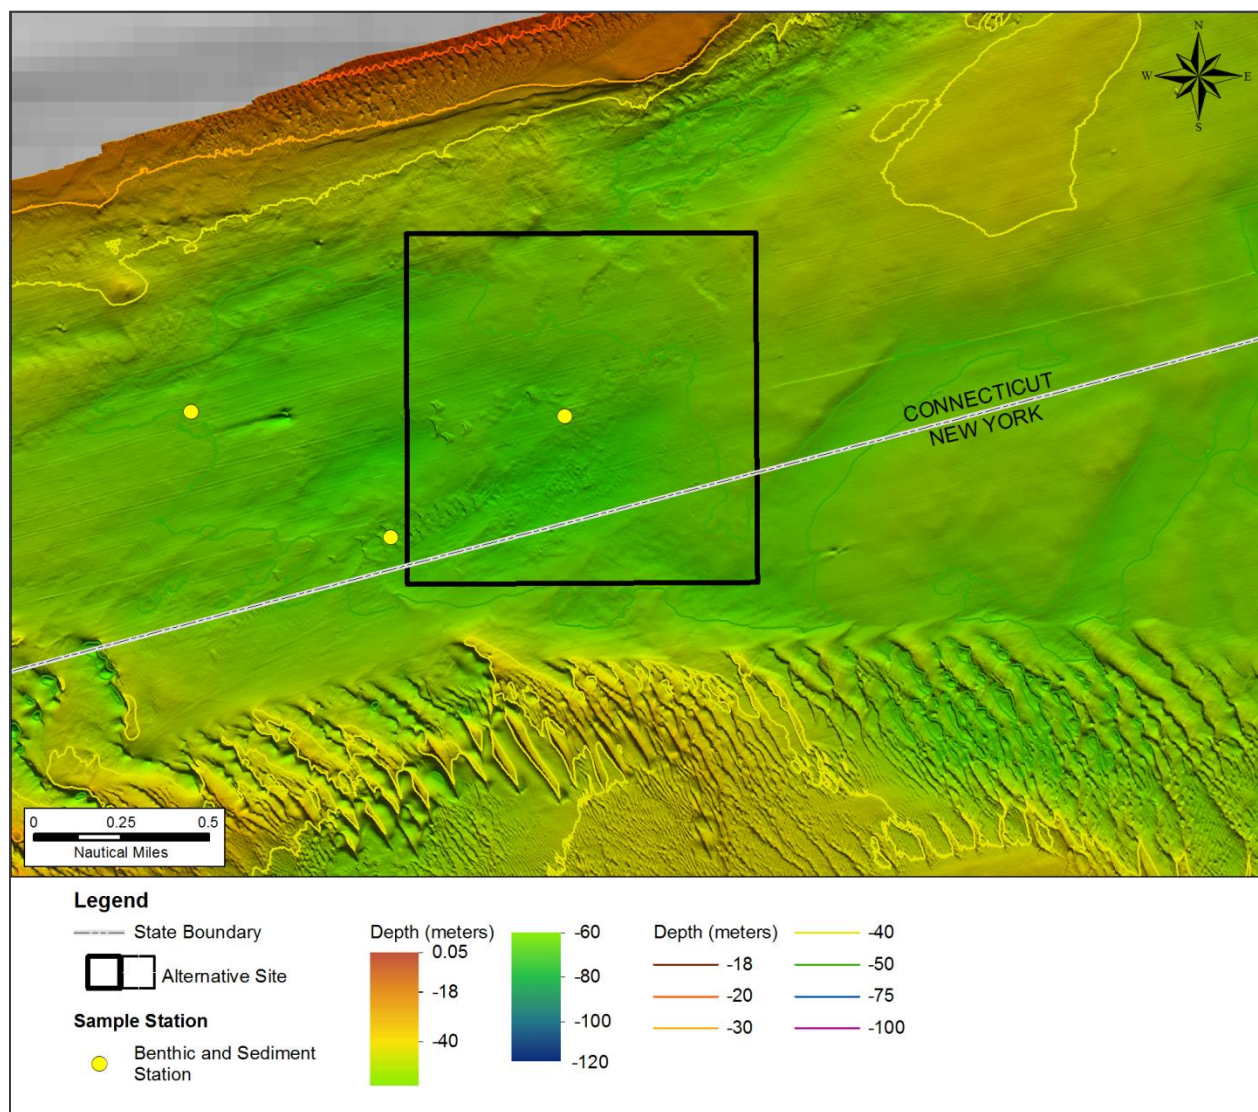 N
W E
S
CONNECTICUT
NEW YORK
0 0.25 0.5
Nautical Miles
Legend
State Boundary
Alternative Site
Sample Station
Benthic and Sediment
Station
Depth (meters)
0.05
-18
-40
-60
-80
-100
-120
Depth (meters)
-18
-20
-30
-40
-50
-75
-100